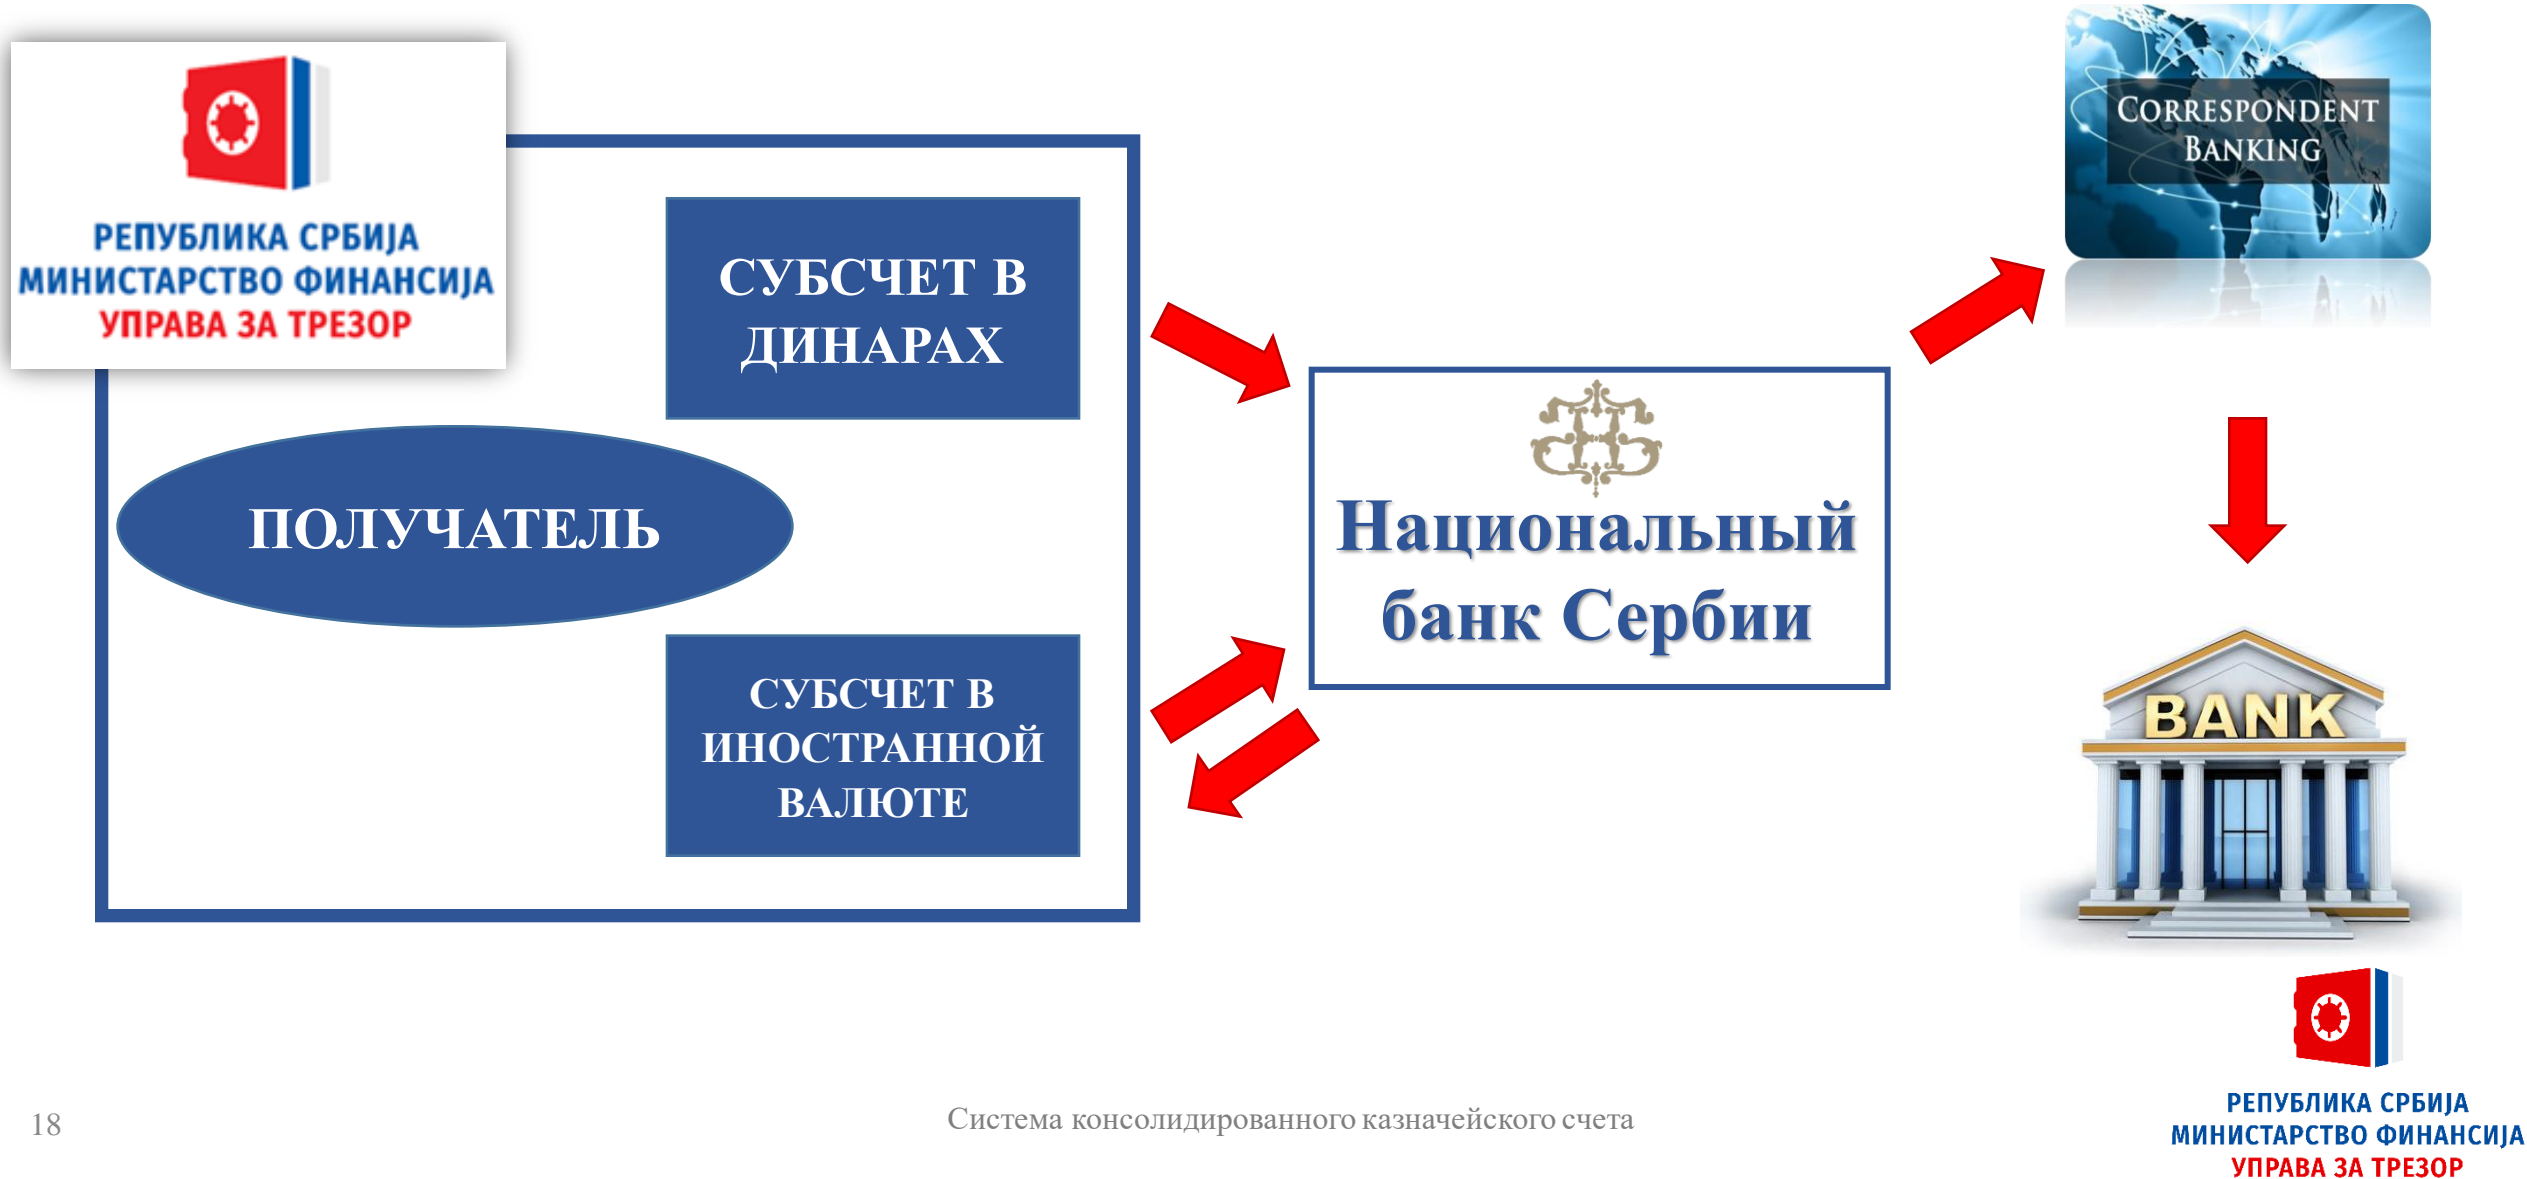 РЕПУБЛИКА СРБИЈА
МИНИСТАРСТВО ФИНАНСИЈА
УПРАВА ЗА ТРЕЗОР
СУБСЧЕТ В
ДИНАРАХ
ПОЛУЧАТЕЛЬ
СУБСЧЕТ В
ИНОСТРАННОЙ
ВАЛЮТЕ
Национальный
банк Сербии
CORRESPONDENT
BANKING
BANK
18
Система консолидированного казначейского счета
РЕПУБЛИКА СРБИЈА
МИНИСТАРСТВО ФИНАНСИЈА
УПРАВА ЗА ТРЕЗОР